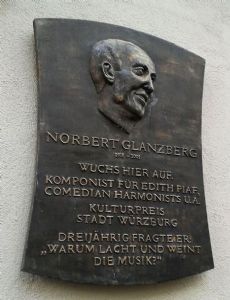 NORBERT GLANZBERG
WUCHS HIER AUF.
KOMPONIST FÜR EDITH PIAF,
COMEDIAN HARMONISTS U.A.
KULTURPREIS
STADT WÜRZBURG
DREIJÄHRIG FRAGTE ER:
„WARUM LACHT UND WEINT
DIE MUSIK?"